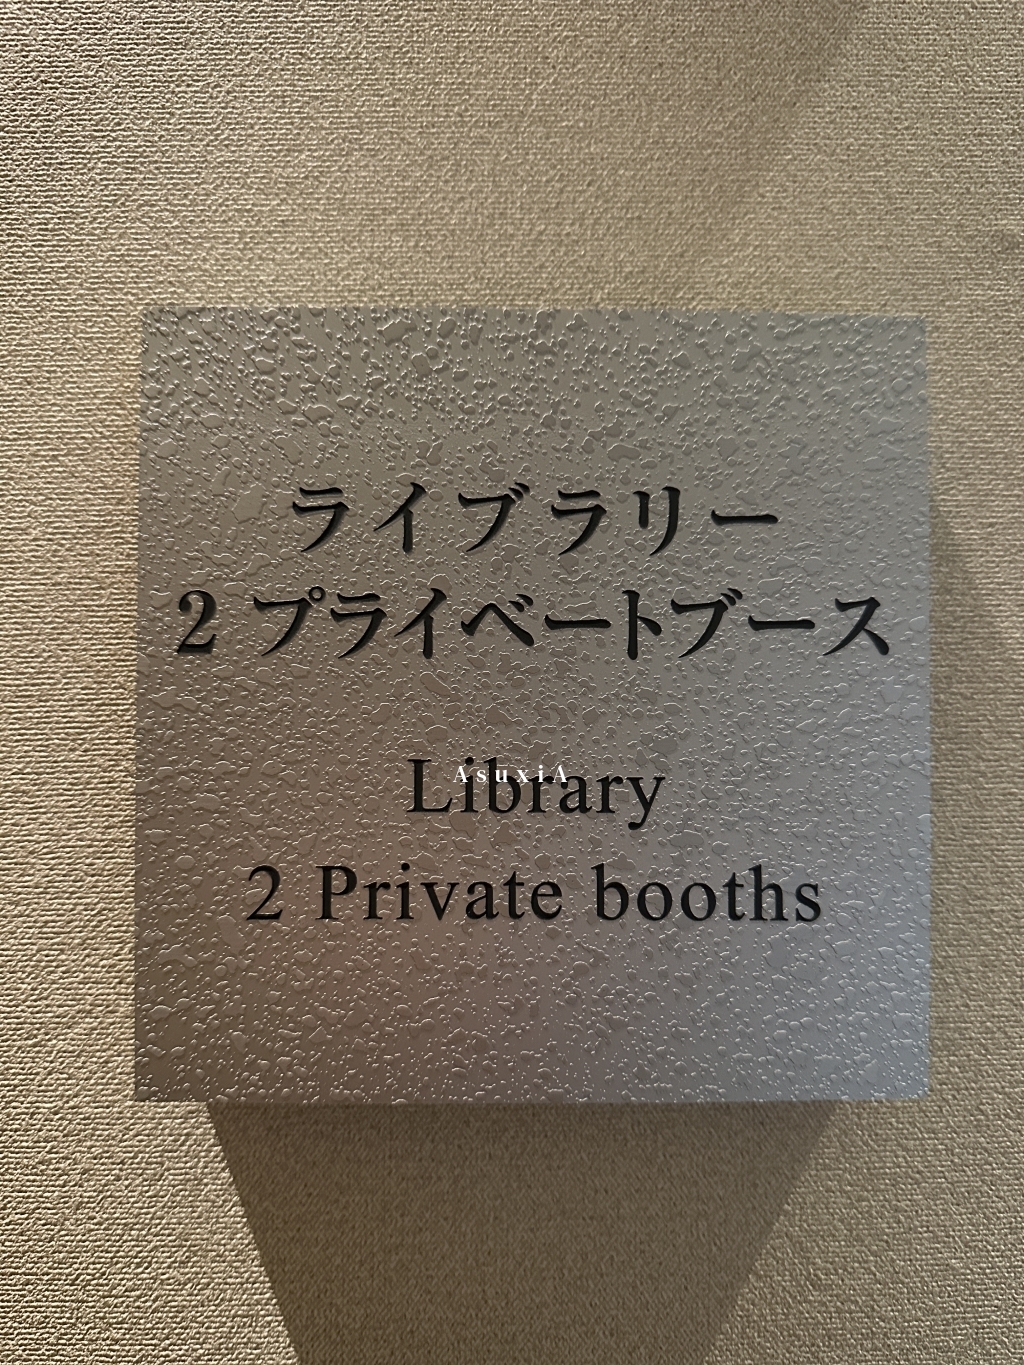 ライブラリー
2 プライベートブース
Library
AsuxiA
2 Private booths